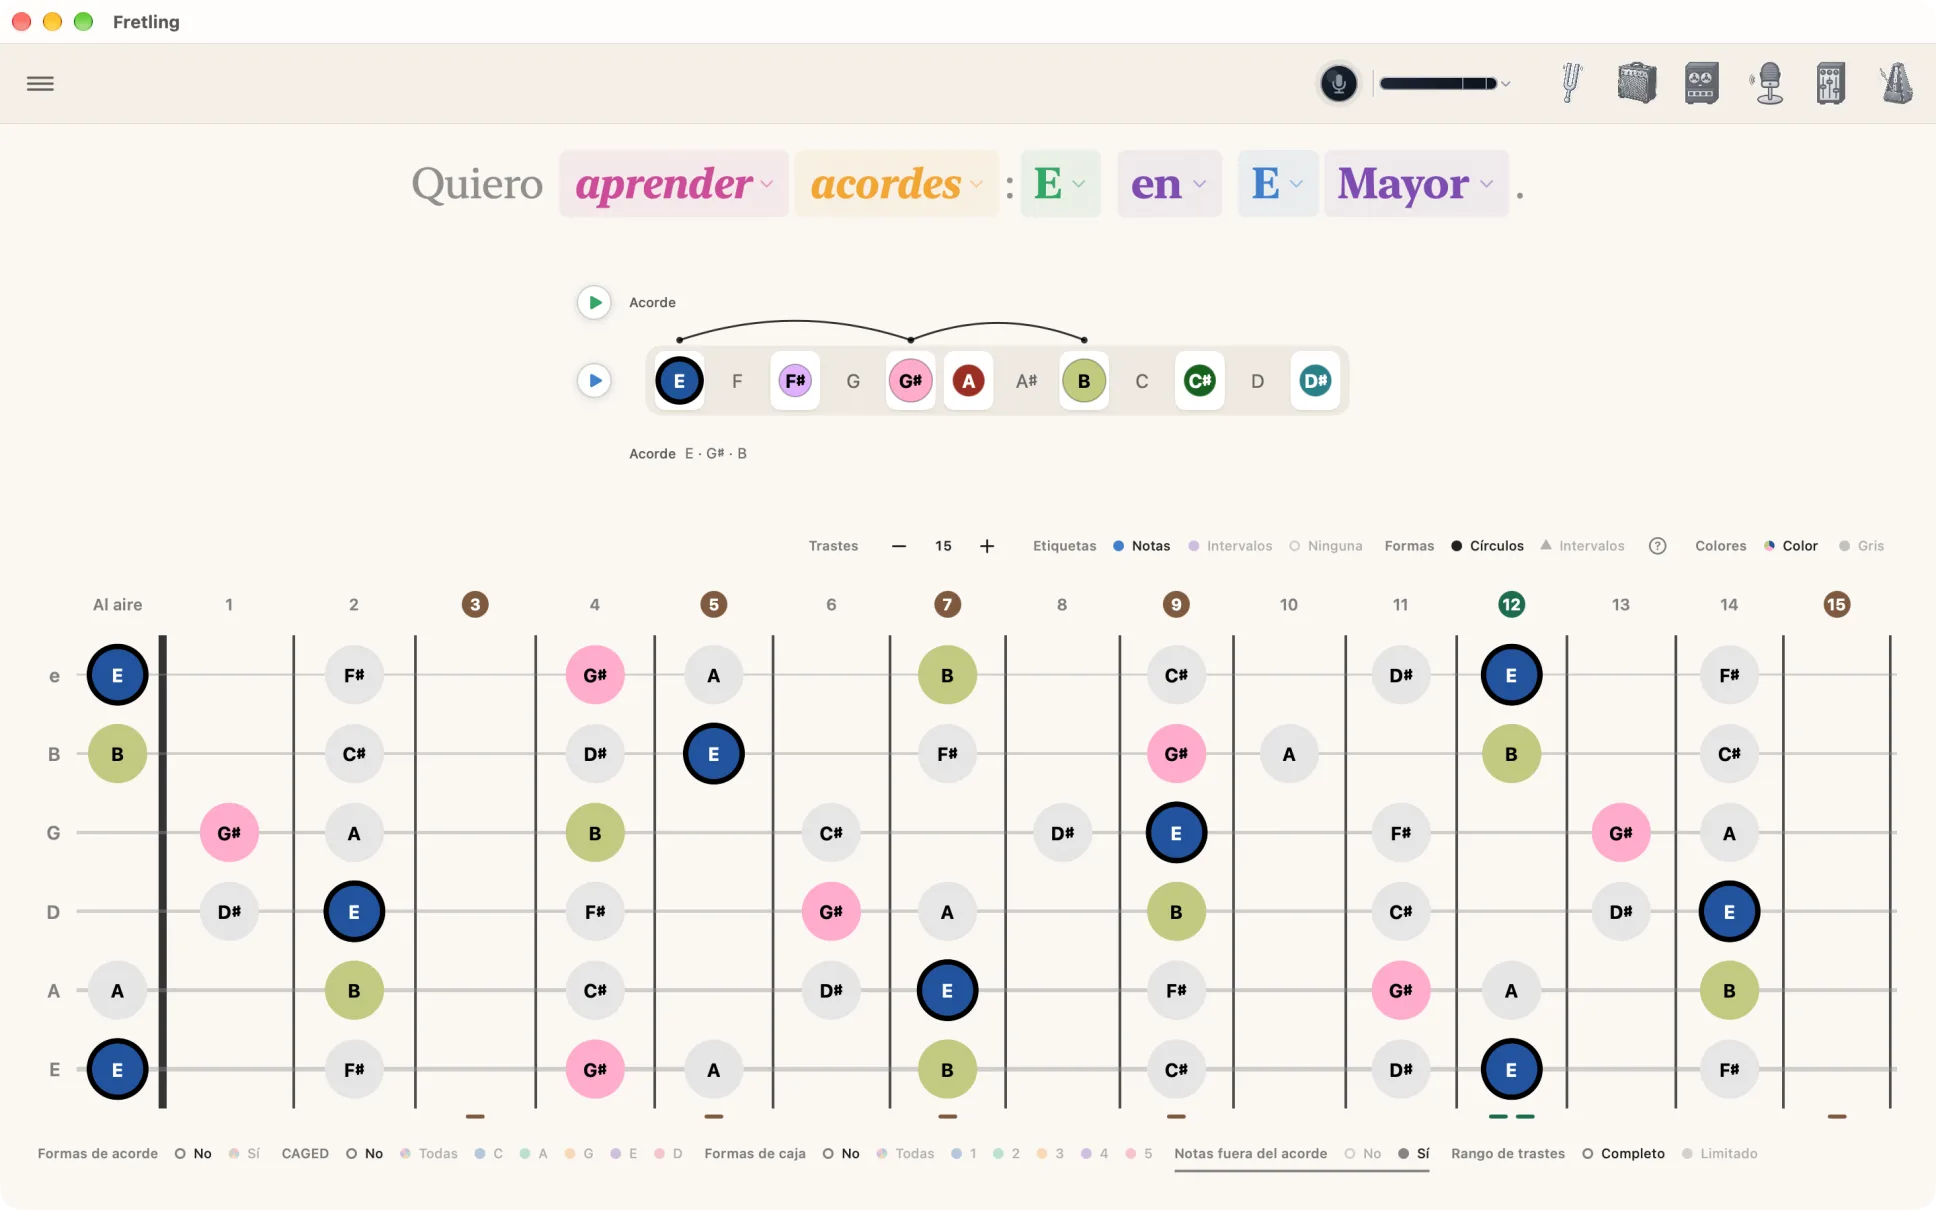 Fretling
Quiero aprender acordes : E en E Mayor .
Acorde
E F F# G G# A A# B C C# D D#
Acorde E · G# · B
Trastes − 15 + Etiquetas Notas Intervalos Ninguna Formas Círculos Intervalos ? Colores Color Gris
Al aire 1 2 3 4 5 6 7 8 9 10 11 12 13 14 15
e E F# G# A B C# D# E F#
B B C# D# E F# G# A B C#
G G# A B C# D# E F# G# A
D D# E F# G# A B C# D# E
A A B C# D# E F# G# A B
E E F# G# A B C# D# E F#
Formas de acorde No Sí CAGED No Todas C A G E D Formas de caja No Todas 1 2 3 4 5 Notas fuera del acorde No Sí Rango de trastes Completo Limitado